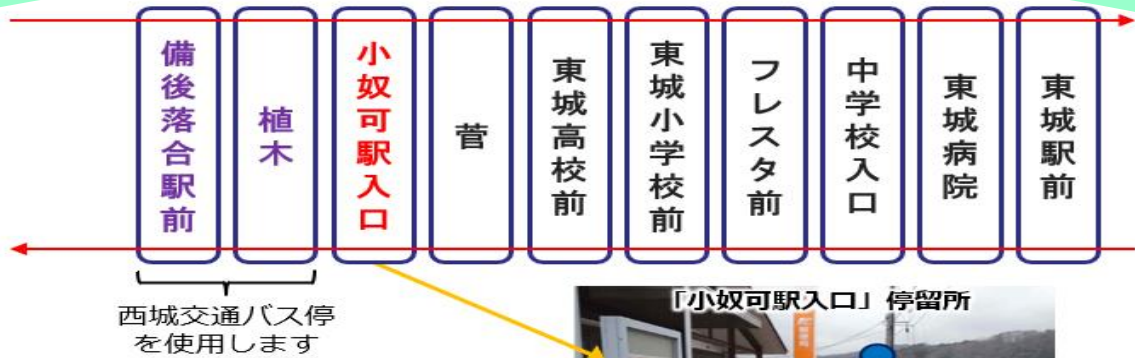 備後落合駅前
植木
小奴可駅入口
菅
東城高校前
東城小学校前
フレスタ前
中学校入口
東城病院
東城駅前
西城交通バス停
を使用します
「小奴可駅入口」停留所